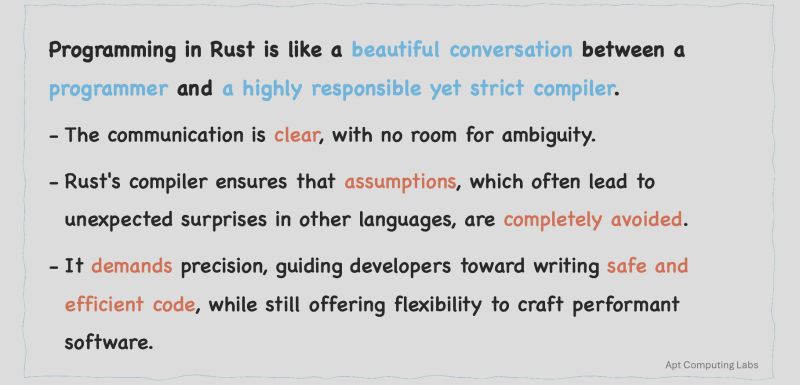 Programming in Rust is like a beautiful conversation between a
programmer and a highly responsible yet strict compiler.
- The communication is clear, with no room for ambiguity.
- Rust's compiler ensures that assumptions, which often lead to
unexpected surprises in other languages, are completely avoided.
- It demands precision, guiding developers toward writing safe and
efficient code, while still offering flexibility to craft performant
software.
Apt Computing Labs